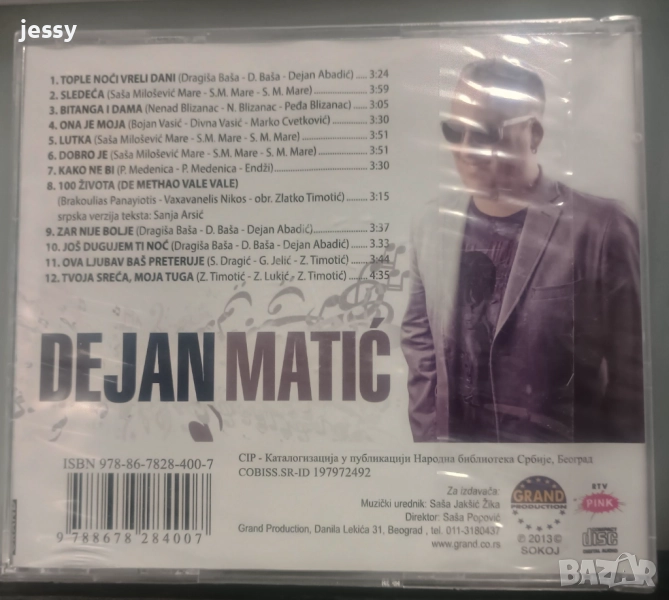 jessy
1. TOPLE NOĆI VRELI DANI (Dragiša Baša - D. Baša - Dejan Abadić) .... 3:24
2. SLEDEĆA (Saša Milošević Mare - S.M. Mare - S. M. Mare) 3:59
3. BITANGA I DAMA (Nenad Blizanac - N. Blizanac - Peđa Blizanac) 3:05
4. ONA JE MOJA (Bojan Vasić - Divna Vasić - Marko Cvetković) 3:30
5. LUTKA (Saša Milošević Mare - S.M. Mare - S. M. Mare) 3:51
6. DOBRO JE (Saša Milošević Mare - S.M. Mare - S. M. Mare) 3:51
7. KAKO NE BI (P. Medenica - P. Medenica - Endži) 3:30
8. 100 ŽIVOTA (DE METHAO VALE VALE)
(Brakoulias Panayiotis - Vaxavanelis Nikos - obr. Zlatko Timotić) 3:15
srpska verzija teksta: Sanja Arsić
9. ZAR NIJE BOLJE (Dragiša Baša - D. Baša - Dejan Abadić) 3:37
10. JOŠ DUGUJEM TI NOĆ (Dragiša Baša - D. Baša - Dejan Abadić) 3.33
11. OVA LJUBAV BAŠ PRETERUJE (S. Dragić - G. Jelić - Z. Timotić) 3:44
12. TVOJA SREĆA, MOJA TUGA (Z. Timotić - Z. Lukić - Z. Timotić) 4:35
DEJAN MATIĆ
ISBN 978-86-7828-400-7
9 788678 284007
CIP - Каталогизација у публикацији Народна библиотека Србије, Београд
COBISS.SR-ID 197972492
Za izdavača:
Muzički urednik: Saša Jakšić Žika
Direktor: Saša Popović
Grand Production, Danila Lekića 31, Beograd , tel. 011-3180437
www.grand.co.rs
GRAND
PRODUCTION
RTV
PINK
℗ 2013 ©
SOKOJ
COMPACT
disc
DIGITAL AUDIO
BAZAR